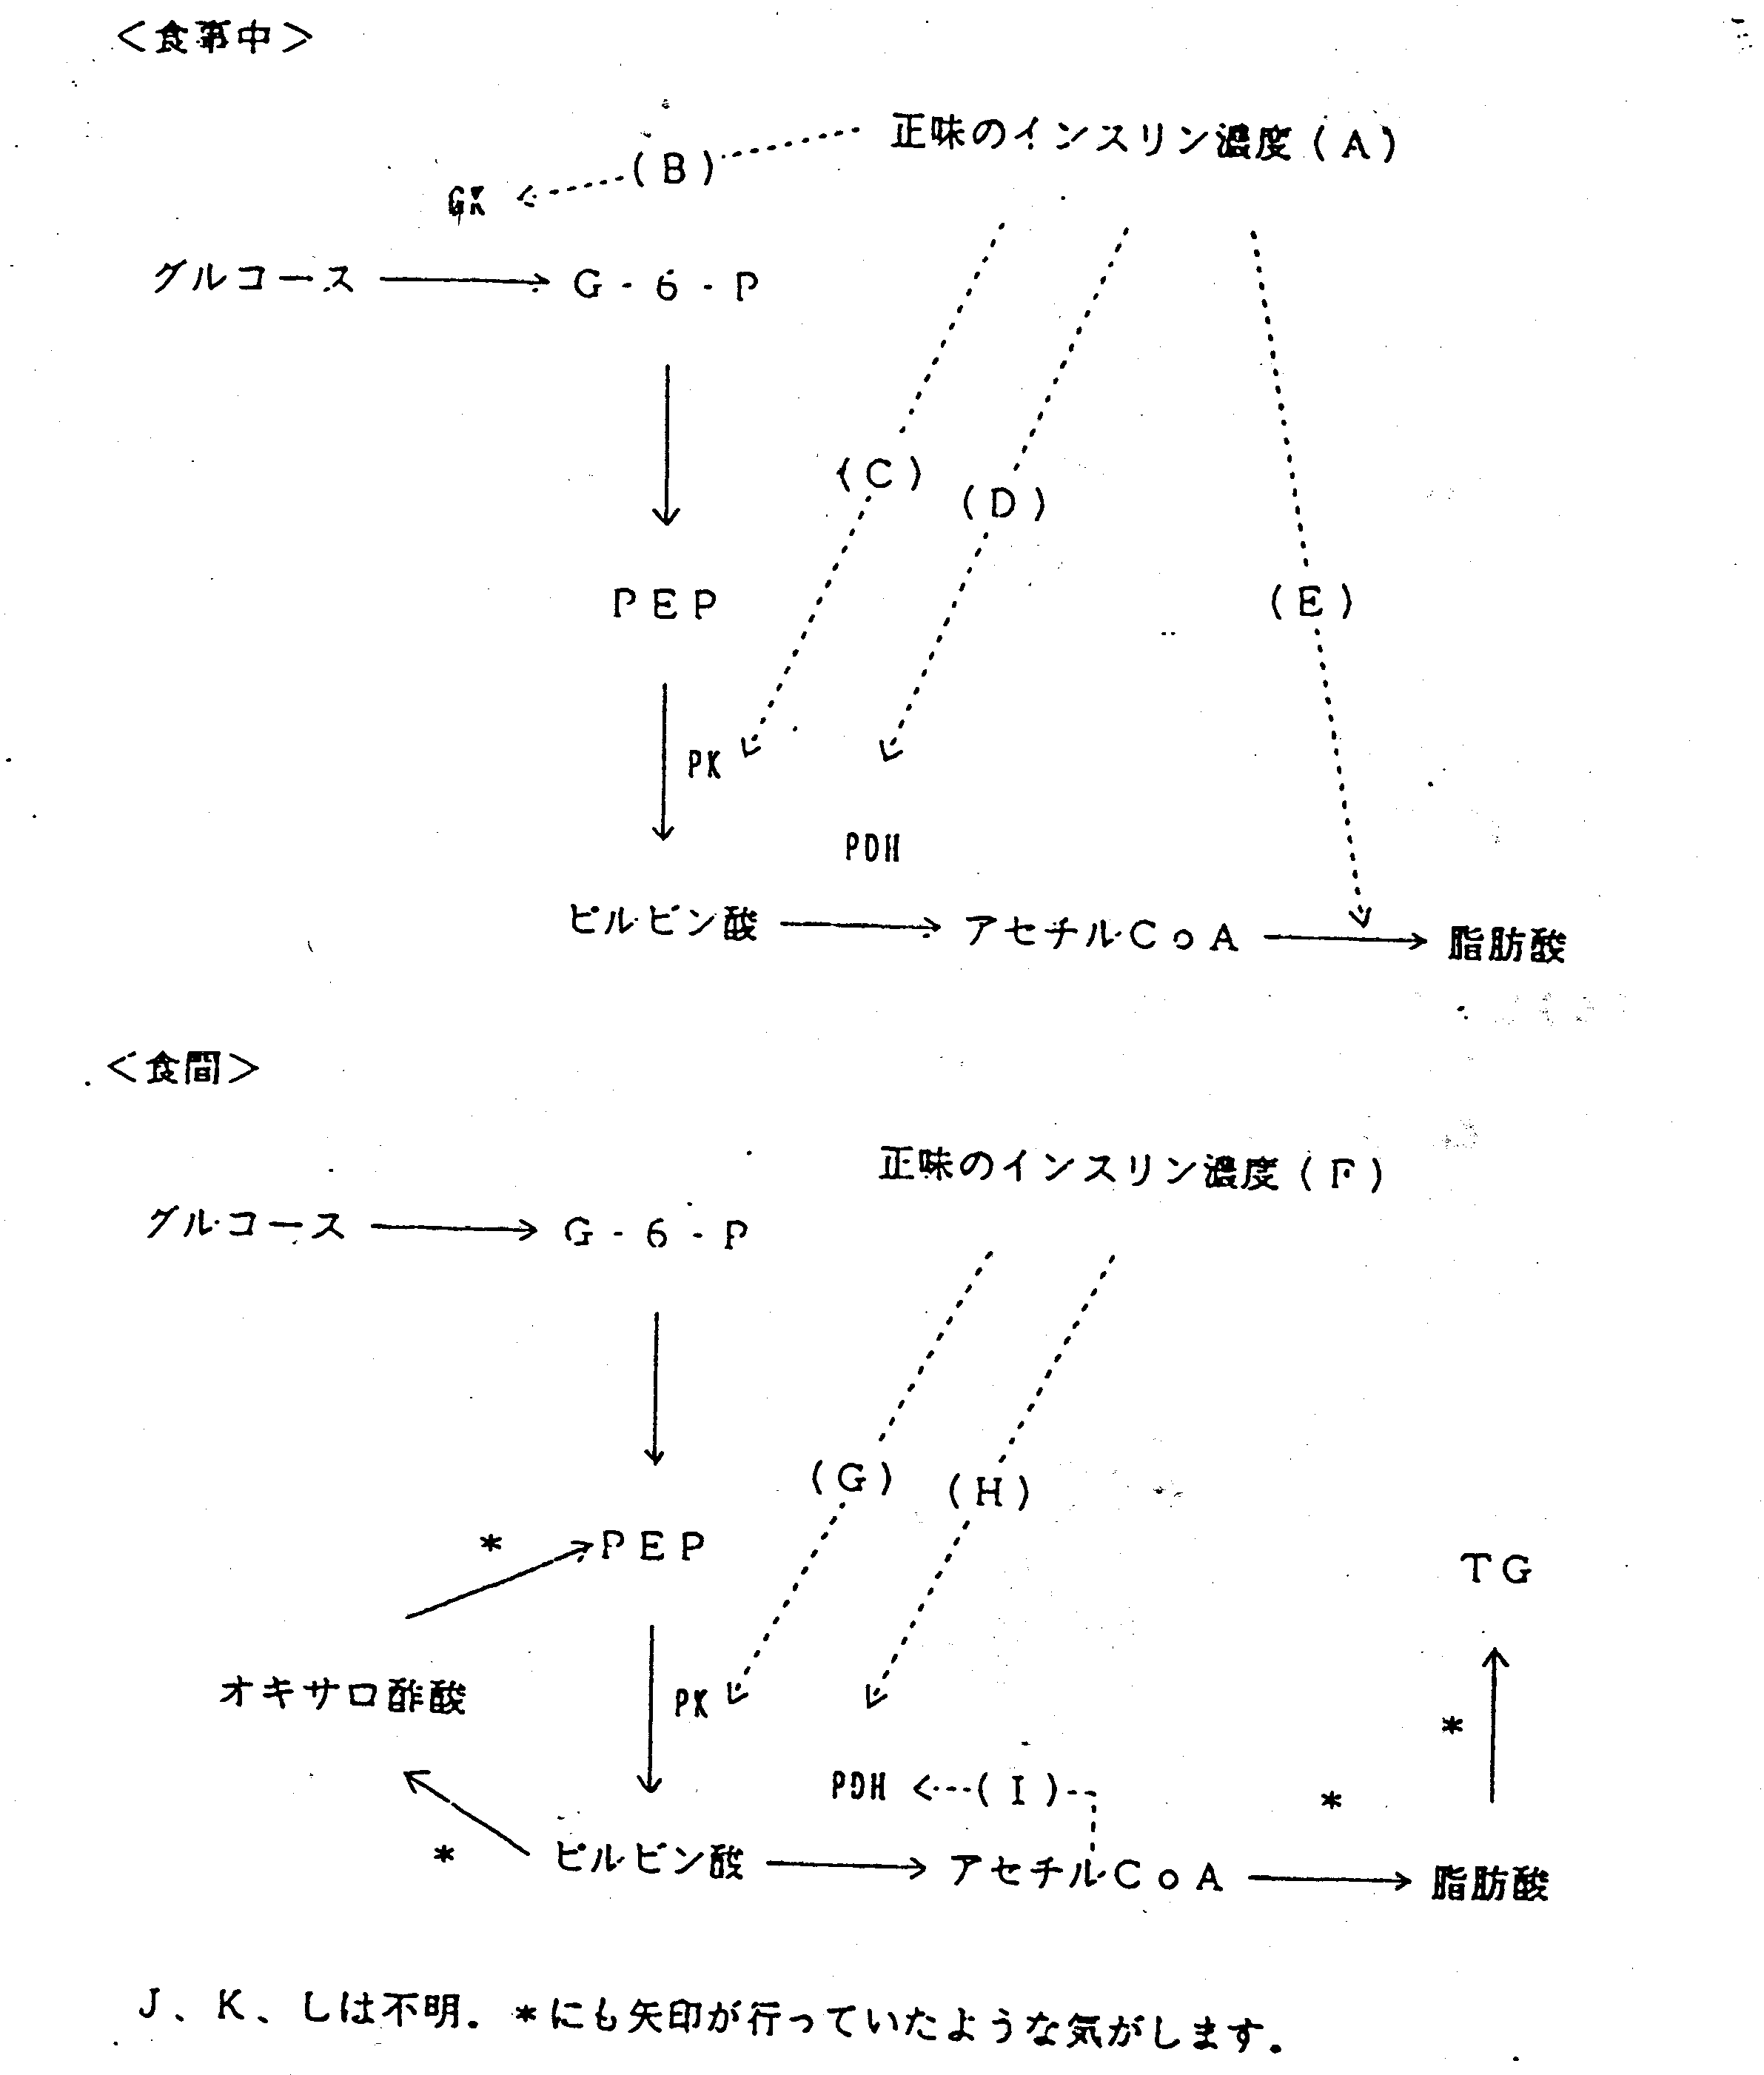 <食事中>
正味のインスリン濃度(A)
(B)
GK
グルコース
G-6-P
(C)
(D)
PEP
(E)
PK
PDH
ピルビン酸
アセチルCoA
脂肪酸
<食間>
正味のインスリン濃度(F)
グルコース
G-6-P
(G)
(H)
*
PEP
TG
オキサロ酢酸
PK
*
PDH
(I)
*
*
ピルビン酸
アセチルCoA
脂肪酸
J、K、Lは不明。*にも矢印が行っていたような気がします。